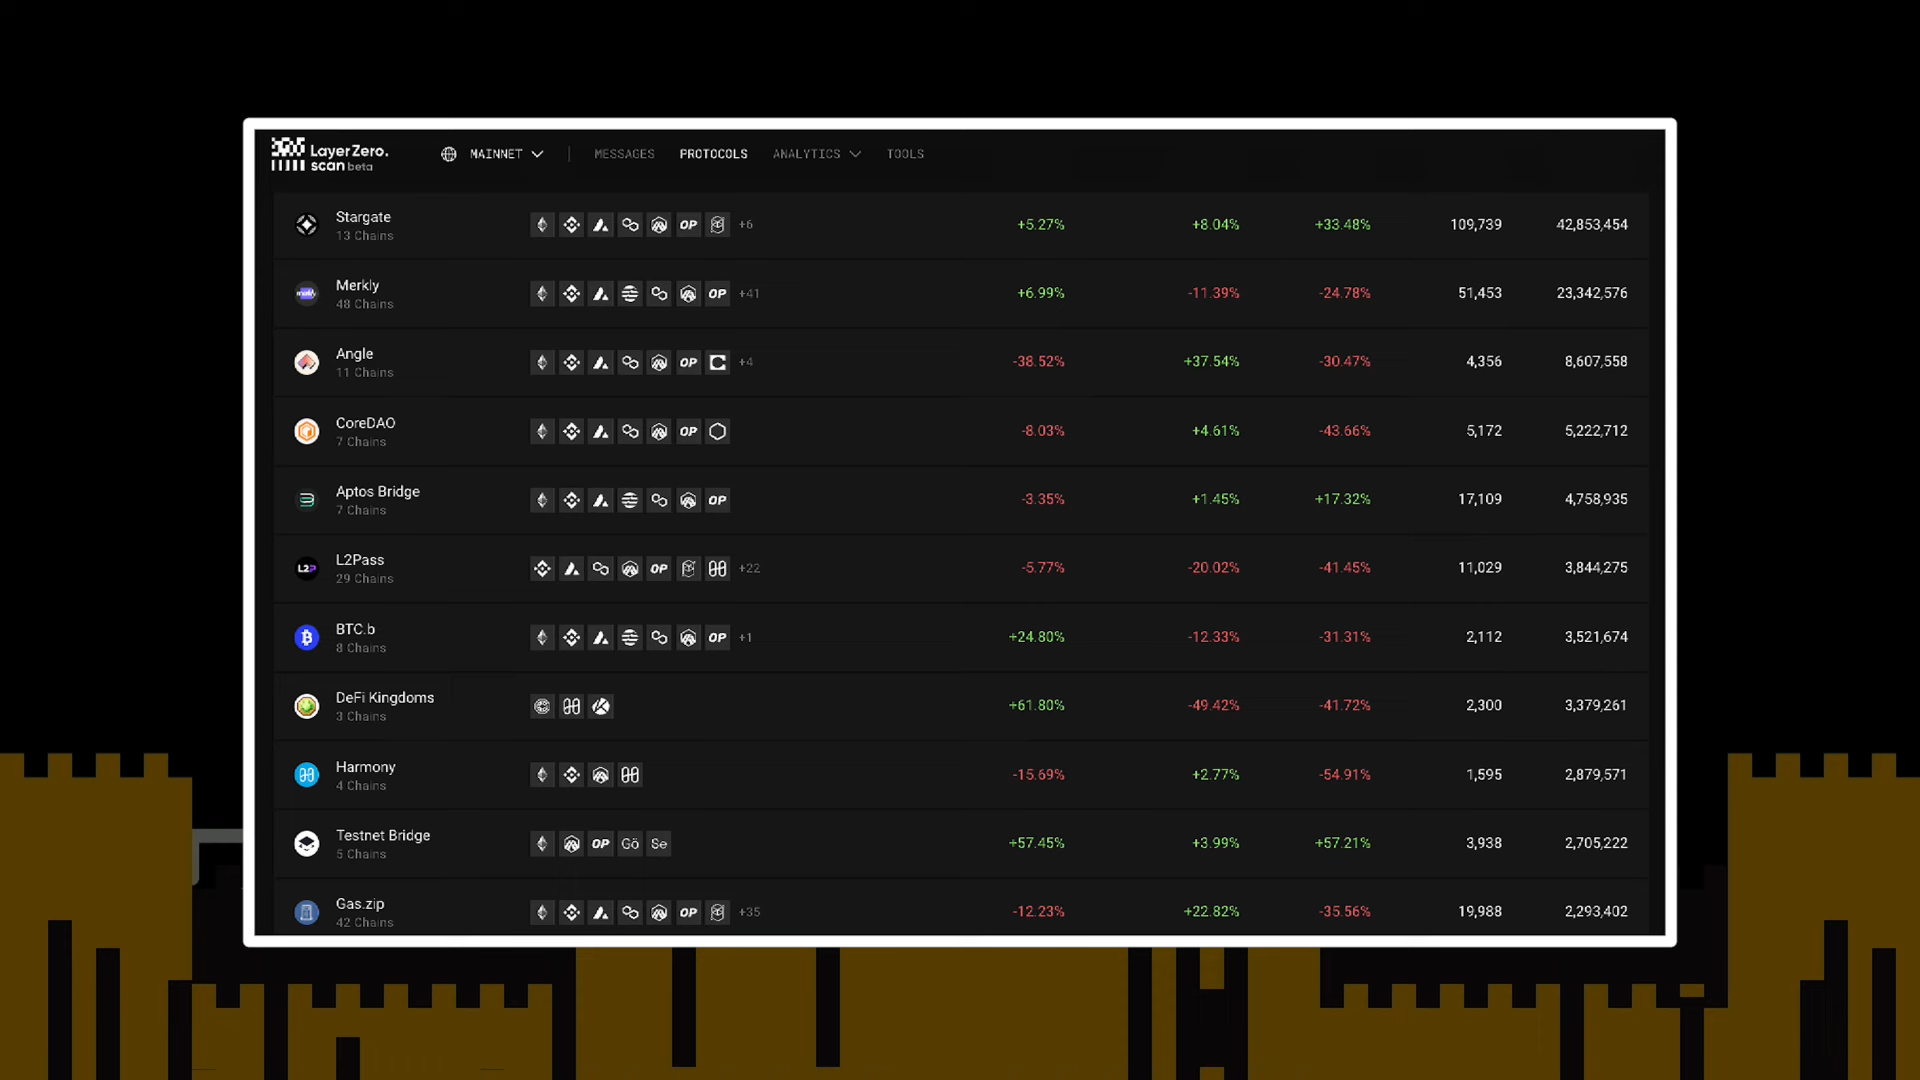 LayerZero.
scan beta
MAINNET
MESSAGES
PROTOCOLS
ANALYTICS
TOOLS
Stargate
13 Chains
OP
+6
+5.27%
+8.04%
+33.48%
109,739
42,853,454
Merkly
48 Chains
OP
+41
+6.99%
-11.39%
-24.78%
51,453
23,342,576
Angle
11 Chains
OP
+4
-38.52%
+37.54%
-30.47%
4,356
8,607,558
CoreDAO
7 Chains
OP
-8.03%
+4.61%
-43.66%
5,172
5,222,712
Aptos Bridge
7 Chains
OP
-3.35%
+1.45%
+17.32%
17,109
4,758,935
L2P
L2Pass
29 Chains
OP
+22
-5.77%
-20.02%
-41.45%
11,029
3,844,275
BTC.b
8 Chains
OP
+1
+24.80%
-12.33%
-31.31%
2,112
3,521,674
DeFi Kingdoms
3 Chains
+61.80%
-49.42%
-41.72%
2,300
3,379,261
Harmony
4 Chains
-15.69%
+2.77%
-54.91%
1,595
2,879,571
Testnet Bridge
5 Chains
OP
Gö
Se
+57.45%
+3.99%
+57.21%
3,938
2,705,222
Gas.zip
42 Chains
OP
+35
-12.23%
+22.82%
-35.56%
19,988
2,293,402